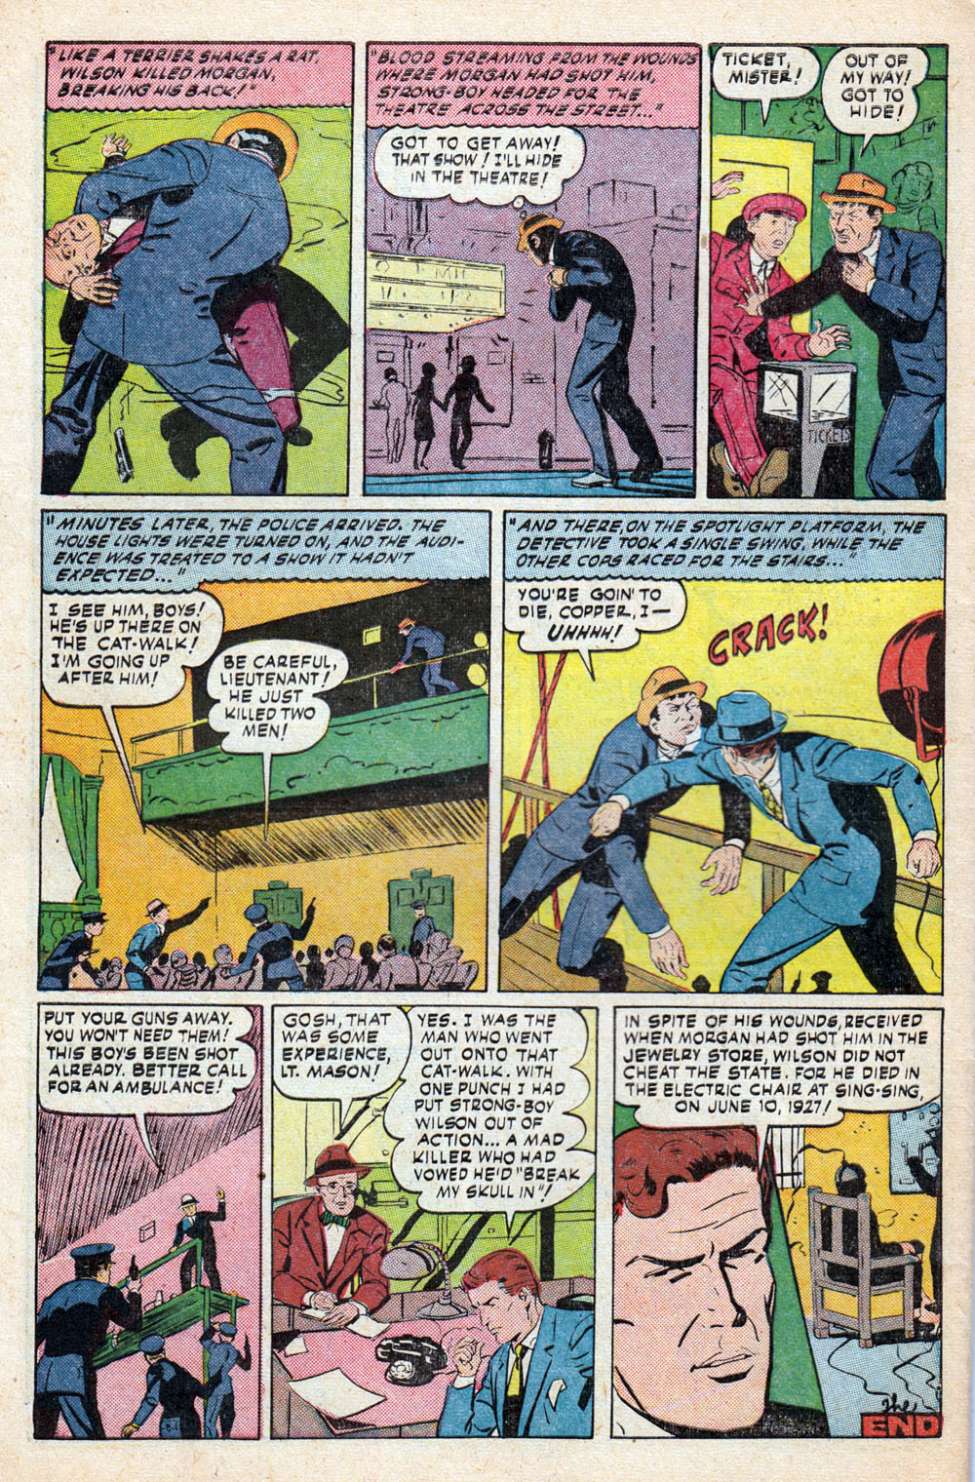 "LIKE A TERRIER SHAKES A RAT,
WILSON KILLED MORGAN,
BREAKING HIS BACK!"
"BLOOD STREAMING FROM THE WOUNDS
WHERE MORGAN HAD SHOT HIM,
STRONG-BOY HEADED FOR THE
THEATRE ACROSS THE STREET..."
GOT TO GET AWAY!
THAT SHOW! I'LL HIDE
IN THE THEATRE!
TICKET,
MISTER!
OUT OF
MY WAY!
GOT TO
HIDE!
TICKETS
"MINUTES LATER, THE POLICE ARRIVED. THE
HOUSE LIGHTS WERE TURNED ON, AND THE AUDI-
ENCE WAS TREATED TO A SHOW IT HADN'T
EXPECTED..."
I SEE HIM, BOYS!
HE'S UP THERE ON
THE CAT-WALK!
I'M GOING UP
AFTER HIM!
BE CAREFUL,
LIEUTENANT!
HE JUST
KILLED TWO
MEN!
"AND THERE, ON THE SPOTLIGHT PLATFORM, THE
DETECTIVE TOOK A SINGLE SWING, WHILE THE
OTHER COPS RACED FOR THE STAIRS..."
YOU'RE GOIN' TO
DIE, COPPER, I—
UHHHH!
CRACK!
PUT YOUR GUNS AWAY.
YOU WON'T NEED THEM!
THIS BOY'S BEEN SHOT
ALREADY. BETTER CALL
FOR AN AMBULANCE!
GOSH, THAT
WAS SOME
EXPERIENCE,
LT. MASON!
YES. I WAS THE
MAN WHO WENT
OUT ONTO THAT
CAT-WALK. WITH
ONE PUNCH I HAD
PUT STRONG-BOY
WILSON OUT OF
ACTION... A MAD
KILLER WHO HAD
VOWED HE'D "BREAK
MY SKULL IN"!
IN SPITE OF HIS WOUNDS, RECEIVED
WHEN MORGAN HAD SHOT HIM IN THE
JEWELRY STORE, WILSON DID NOT
CHEAT THE STATE. FOR HE DIED IN
THE ELECTRIC CHAIR AT SING-SING,
ON JUNE 10, 1927!
The
END